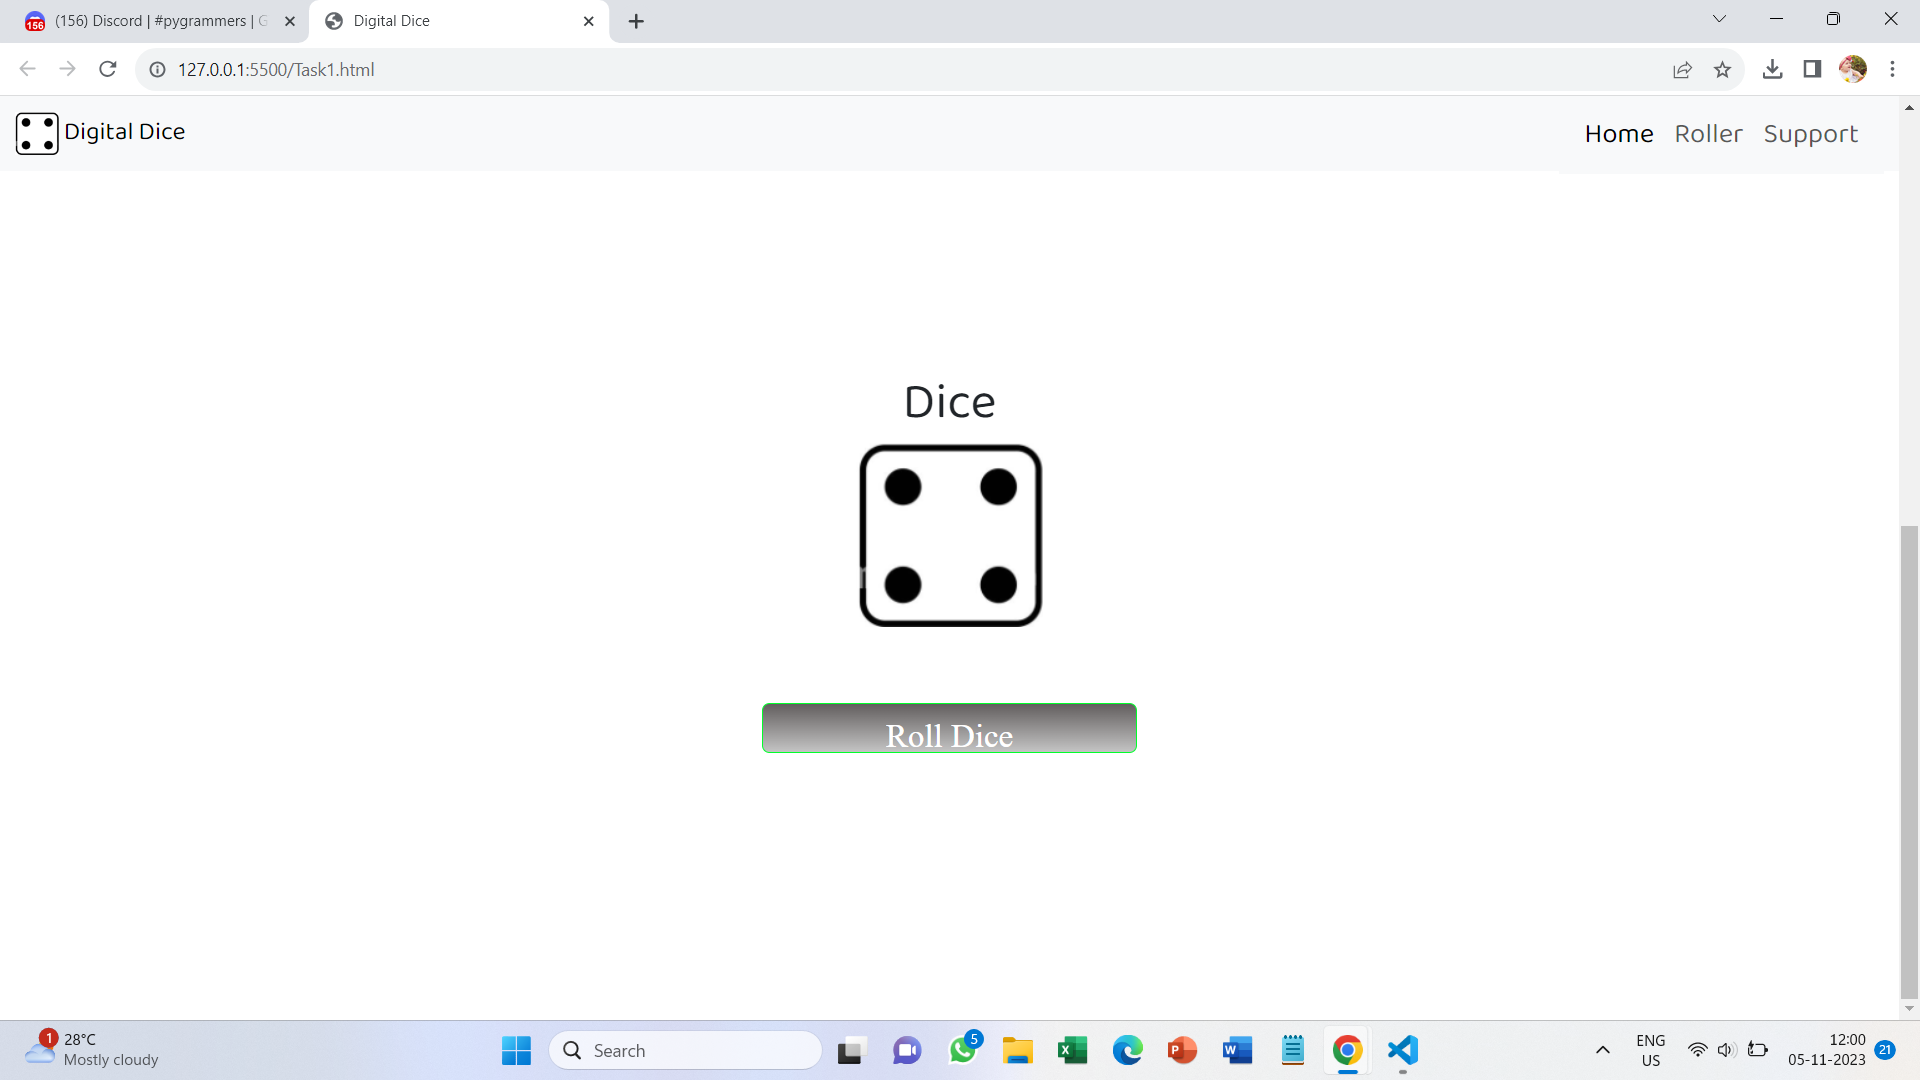 (156) Discord | #pygrammers | G
Digital Dice
127.0.0.1:5500/Task1.html
Digital Dice
Home
Roller
Support
Dice
Roll Dice
1
28°C
Mostly cloudy
Search
5
ENG
US
12:00
05-11-2023
21